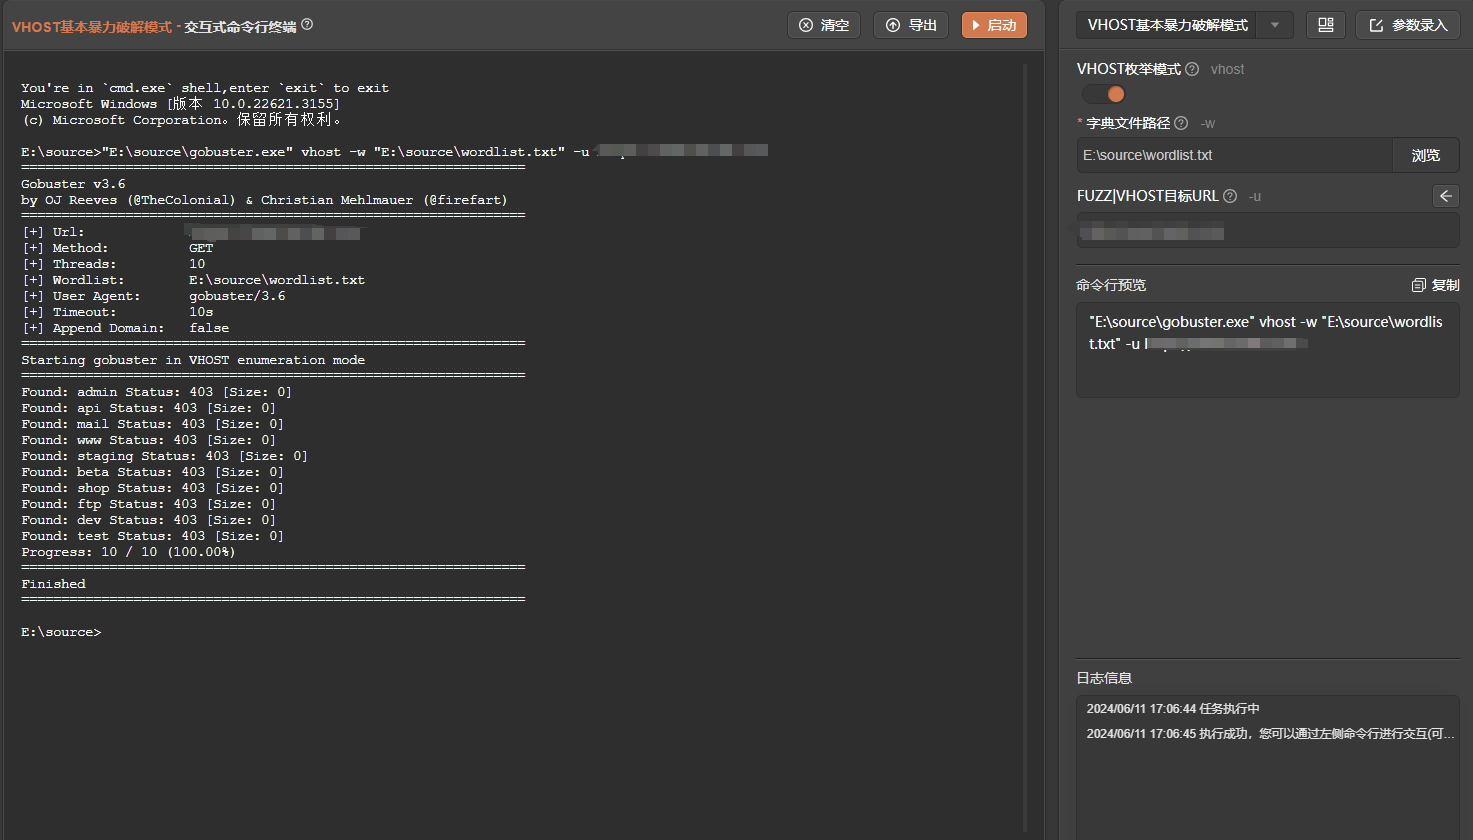 VHOST基本暴力破解模式 - 交互式命令行终端
清空
导出
启动
You're in `cmd.exe` shell,enter `exit` to exit
Microsoft Windows [版本 10.0.22621.3155]
(c) Microsoft Corporation。保留所有权利。
E:\source>"E:\source\gobuster.exe" vhost -w "E:\source\wordlist.txt" -u
===============================================================
Gobuster v3.6
by OJ Reeves (@TheColonial) & Christian Mehlmauer (@firefart)
===============================================================
[+] Url:
[+] Method: GET
[+] Threads: 10
[+] Wordlist: E:\source\wordlist.txt
[+] User Agent: gobuster/3.6
[+] Timeout: 10s
[+] Append Domain: false
===============================================================
Starting gobuster in VHOST enumeration mode
===============================================================
Found: admin Status: 403 [Size: 0]
Found: api Status: 403 [Size: 0]
Found: mail Status: 403 [Size: 0]
Found: www Status: 403 [Size: 0]
Found: staging Status: 403 [Size: 0]
Found: beta Status: 403 [Size: 0]
Found: shop Status: 403 [Size: 0]
Found: ftp Status: 403 [Size: 0]
Found: dev Status: 403 [Size: 0]
Found: test Status: 403 [Size: 0]
Progress: 10 / 10 (100.00%)
===============================================================
Finished
===============================================================
E:\source>
VHOST基本暴力破解模式
参数录入
VHOST枚举模式 vhost
* 字典文件路径 -w
E:\source\wordlist.txt 浏览
FUZZ|VHOST目标URL -u
命令行预览 复制
"E:\source\gobuster.exe" vhost -w "E:\source\wordlis
t.txt" -u
日志信息
2024/06/11 17:06:44 任务执行中
2024/06/11 17:06:45 执行成功，您可以通过左侧命令行进行交互(可...